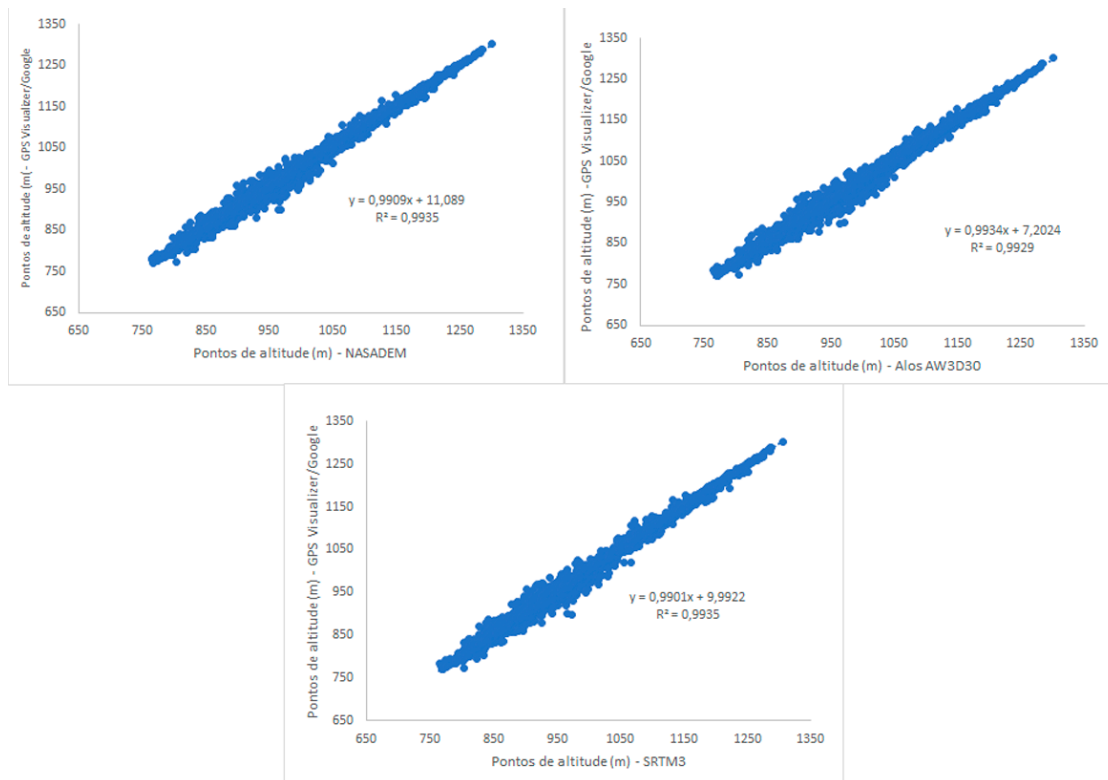 Pontos de altitude (m( - GPS Visualizer/Google
1350
1250
1150
1050
950
850
750
650
y = 0,9909x + 11,089
R² = 0,9935
650 750 850 950 1050 1150 1250 1350
Pontos de altitude (m) - NASADEM
Pontos de altitude (m) -GPS Visualizer/Google
1350
1250
1150
1050
950
850
750
650
y = 0,9934x + 7,2024
R² = 0,9929
650 750 850 950 1050 1150 1250 1350
Pontos de altitude (m) - Alos AW3D30
Pontos de altitude (m) - GPS Visualizer/Google
1350
1250
1150
1050
950
850
750
650
y = 0,9901x + 9,9922
R² = 0,9935
650 750 850 950 1050 1150 1250 1350
Pontos de altitude (m) - SRTM3